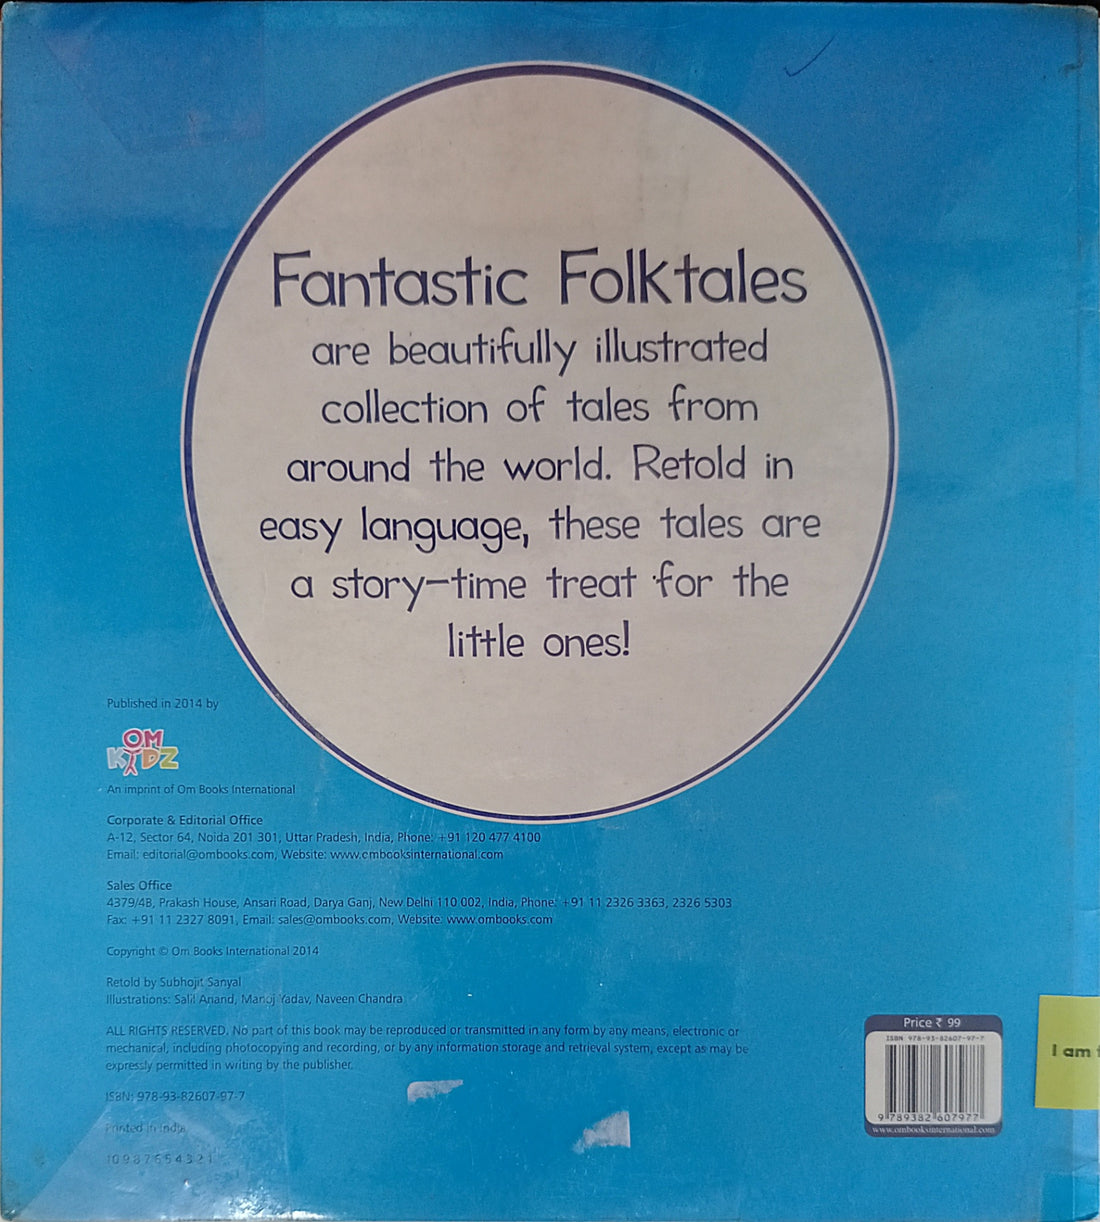 Fantastic Folktales
are beautifully illustrated
collection of tales from
around the world. Retold in
easy language, these tales are
a story-time treat for the
little ones!
Published in 2014 by
OM
KIDZ
An imprint of Om Books International
Corporate & Editorial Office
A-12, Sector 64, Noida 201 301, Uttar Pradesh, India, Phone: +91 120 477 4100
Email: editorial@ombooks.com, Website: www.ombooksinternational.com
Sales Office
4379/4B, Prakash House, Ansari Road, Darya Ganj, New Delhi 110 002, India, Phone: +91 11 2326 3363, 2326 5303
Fax: +91 11 2327 8091, Email: sales@ombooks.com, Website: www.ombooks.com
Copyright © Om Books International 2014
Retold by Subhojit Sanyal
Illustrations: Salil Anand, Manoj Yadav, Naveen Chandra
ALL RIGHTS RESERVED. No part of this book may be reproduced or transmitted in any form by any means, electronic or
mechanical, including photocopying and recording, or by any information storage and retrieval system, except as may be
expressly permitted in writing by the publisher.
ISBN: 978-93-82607-97-7
Printed in India
10 9 8 7 6 5 4 3 2 1
Price ₹ 99
ISBN 978-93-82607-97-7
9 789382 607977
www.ombooksinternational.com
I am